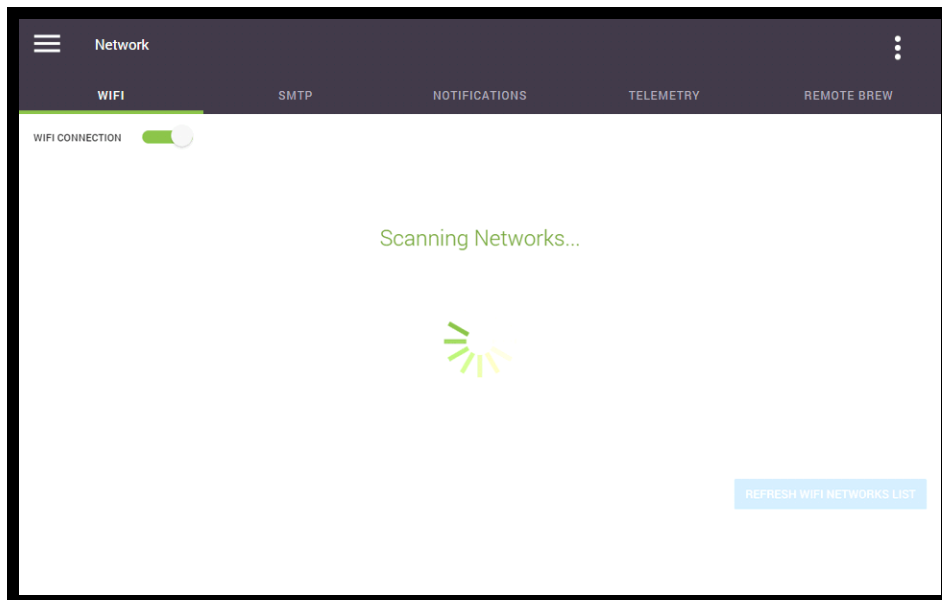 Network
WIFI SMTP NOTIFICATIONS TELEMETRY REMOTE BREW
WIFI CONNECTION
Scanning Networks...
REFRESH WIFI NETWORKS LIST